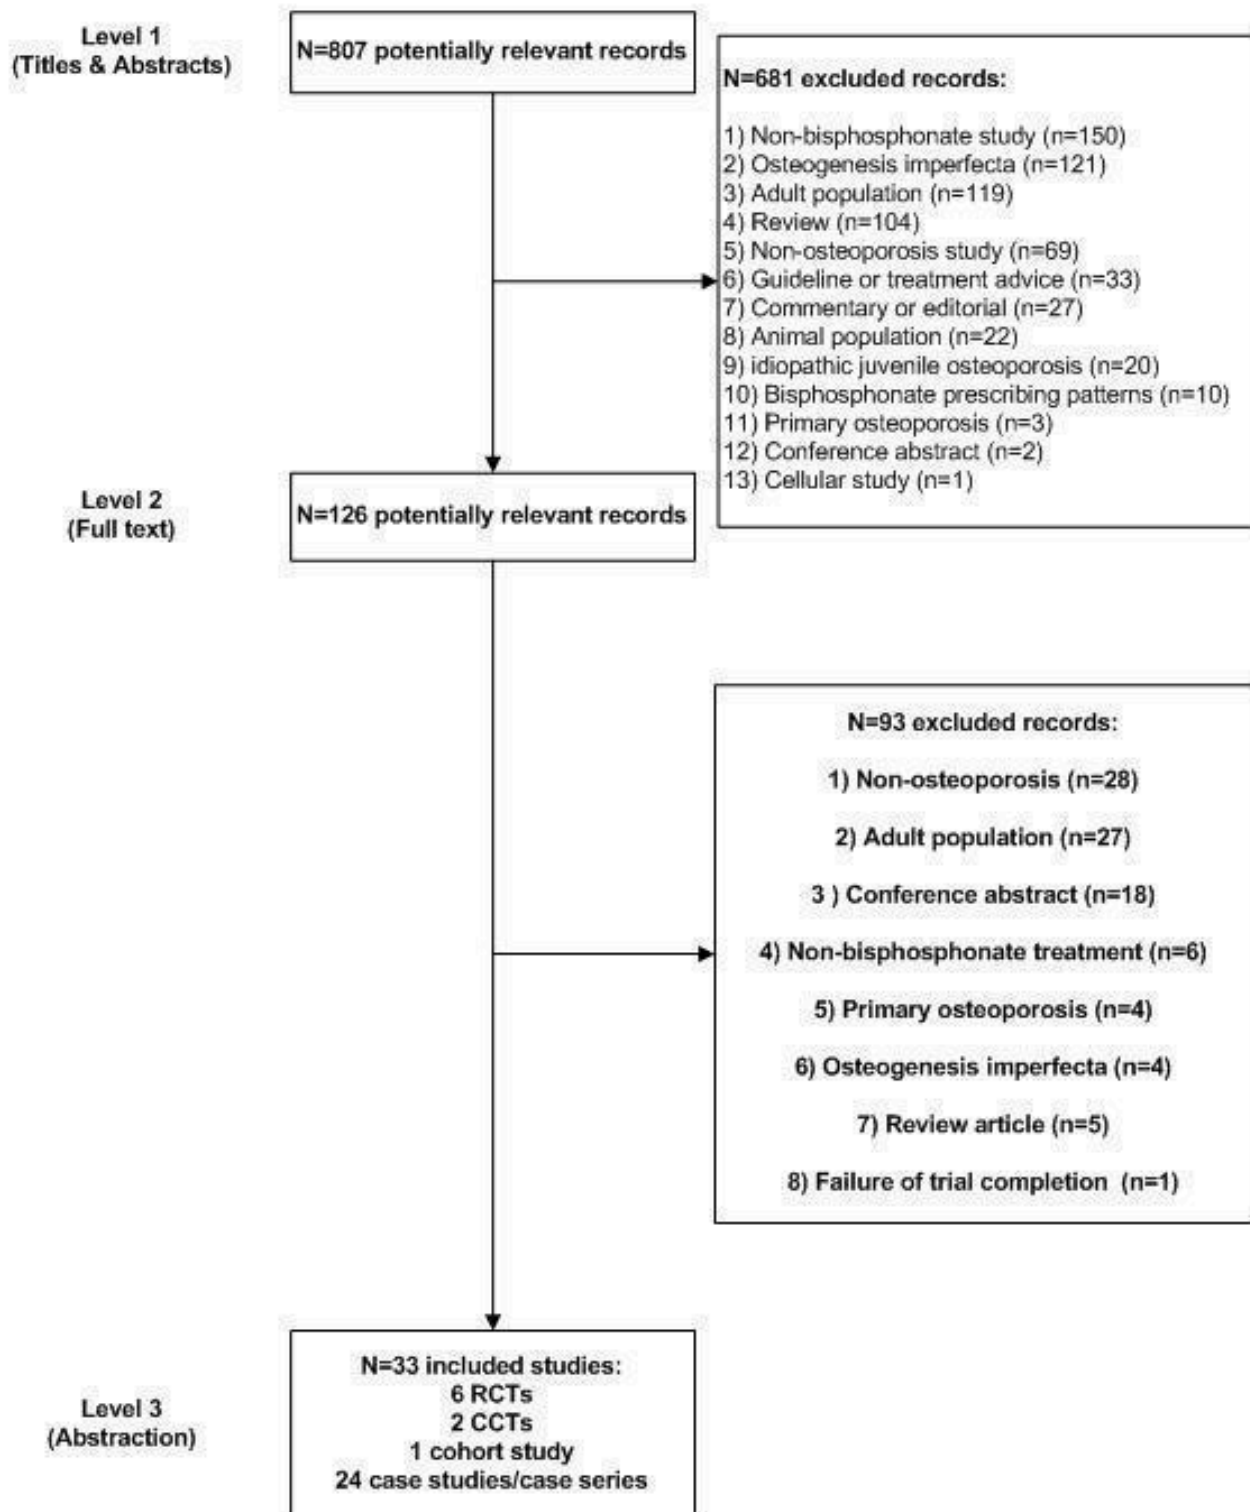 Level 1
(Titles & Abstracts)
N=807 potentially relevant records
N=681 excluded records:
1) Non-bisphosphonate study (n=150)
2) Osteogenesis imperfecta (n=121)
3) Adult population (n=119)
4) Review (n=104)
5) Non-osteoporosis study (n=69)
6) Guideline or treatment advice (n=33)
7) Commentary or editorial (n=27)
8) Animal population (n=22)
9) idiopathic juvenile osteoporosis (n=20)
10) Bisphosphonate prescribing patterns (n=10)
11) Primary osteoporosis (n=3)
12) Conference abstract (n=2)
13) Cellular study (n=1)
Level 2
(Full text)
N=126 potentially relevant records
N=93 excluded records:
1) Non-osteoporosis (n=28)
2) Adult population (n=27)
3 ) Conference abstract (n=18)
4) Non-bisphosphonate treatment (n=6)
5) Primary osteoporosis (n=4)
6) Osteogenesis imperfecta (n=4)
7) Review article (n=5)
8) Failure of trial completion (n=1)
Level 3
(Abstraction)
N=33 included studies:
6 RCTs
2 CCTs
1 cohort study
24 case studies/case series